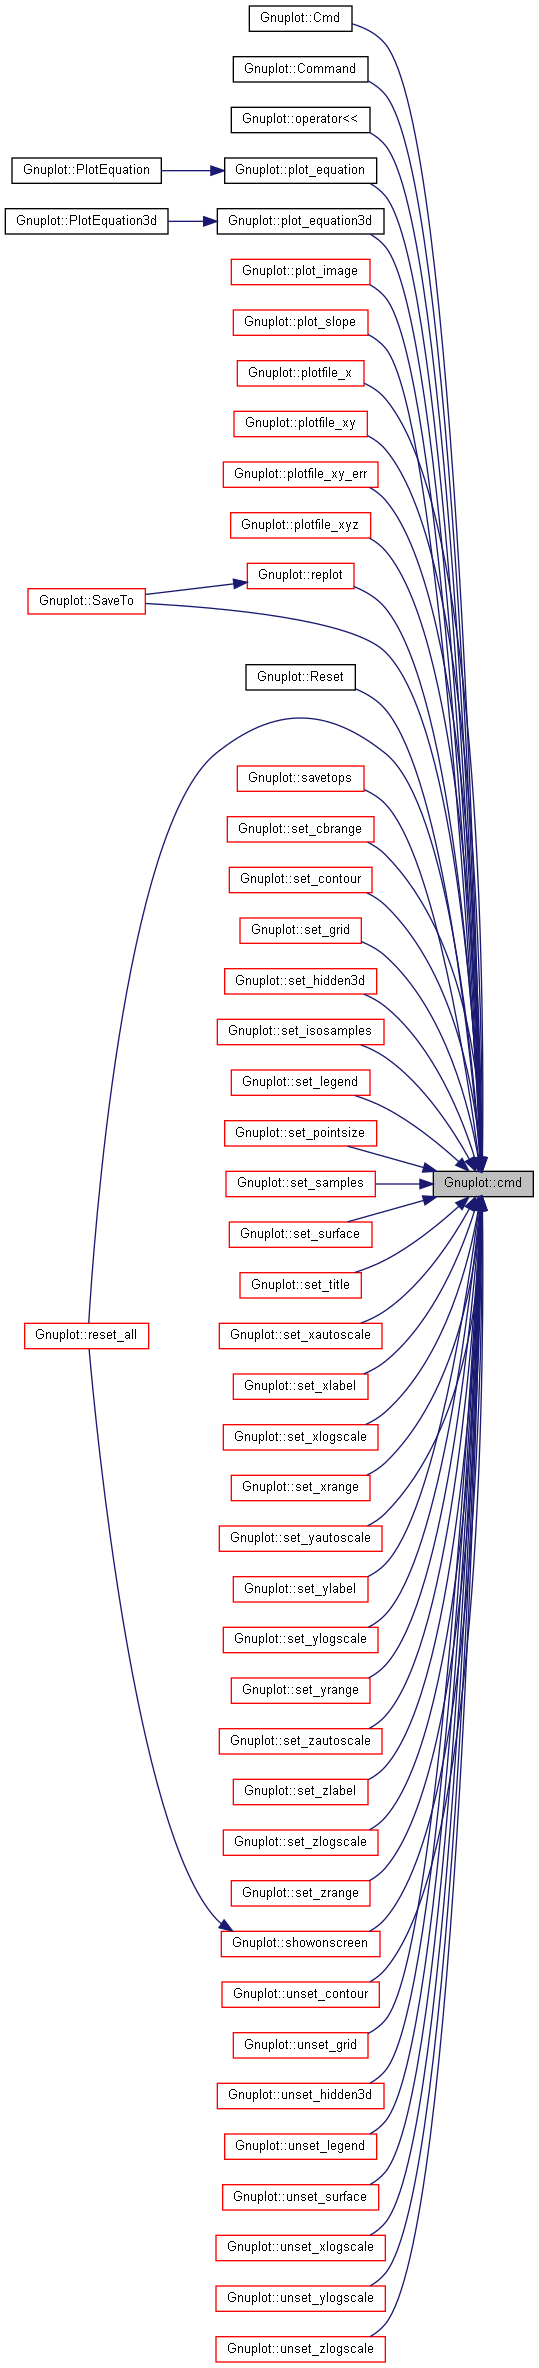 Gnuplot::Cmd
Gnuplot::Command
Gnuplot::operator<<
Gnuplot::PlotEquation
Gnuplot::plot_equation
Gnuplot::PlotEquation3d
Gnuplot::plot_equation3d
Gnuplot::plot_image
Gnuplot::plot_slope
Gnuplot::plotfile_x
Gnuplot::plotfile_xy
Gnuplot::plotfile_xy_err
Gnuplot::plotfile_xyz
Gnuplot::replot
Gnuplot::SaveTo
Gnuplot::Reset
Gnuplot::savetops
Gnuplot::set_cbrange
Gnuplot::set_contour
Gnuplot::set_grid
Gnuplot::set_hidden3d
Gnuplot::set_isosamples
Gnuplot::set_legend
Gnuplot::set_pointsize
Gnuplot::cmd
Gnuplot::set_samples
Gnuplot::set_surface
Gnuplot::set_title
Gnuplot::reset_all
Gnuplot::set_xautoscale
Gnuplot::set_xlabel
Gnuplot::set_xlogscale
Gnuplot::set_xrange
Gnuplot::set_yautoscale
Gnuplot::set_ylabel
Gnuplot::set_ylogscale
Gnuplot::set_yrange
Gnuplot::set_zautoscale
Gnuplot::set_zlabel
Gnuplot::set_zlogscale
Gnuplot::set_zrange
Gnuplot::showonscreen
Gnuplot::unset_contour
Gnuplot::unset_grid
Gnuplot::unset_hidden3d
Gnuplot::unset_legend
Gnuplot::unset_surface
Gnuplot::unset_xlogscale
Gnuplot::unset_ylogscale
Gnuplot::unset_zlogscale